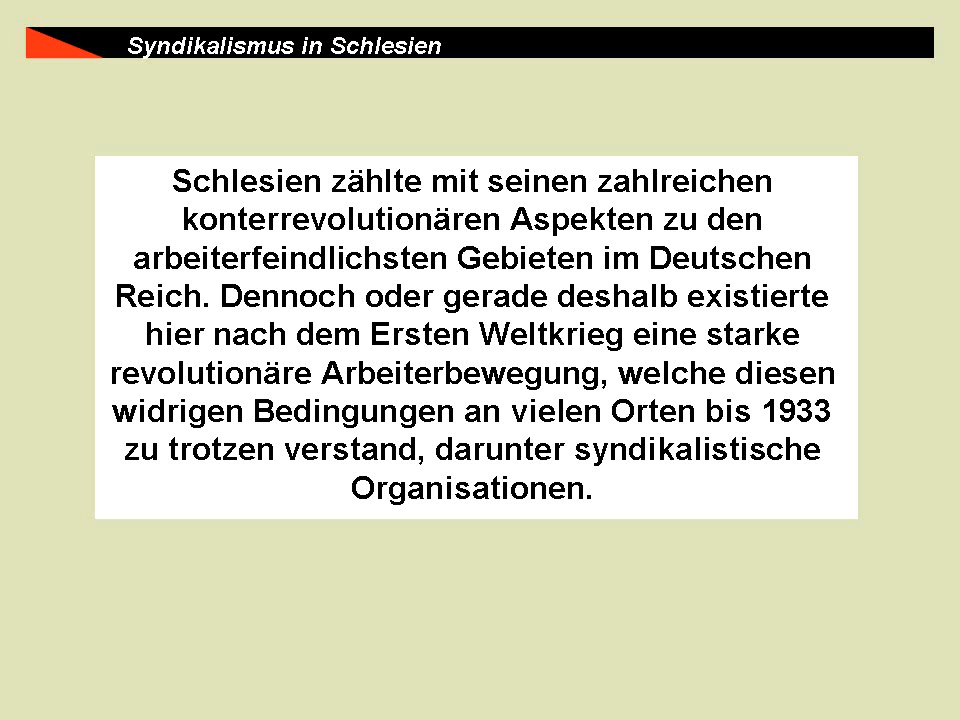 Syndikalismus in Schlesien
Schlesien zählte mit seinen zahlreichen
konterrevolutionären Aspekten zu den
arbeiterfeindlichsten Gebieten im Deutschen
Reich. Dennoch oder gerade deshalb existierte
hier nach dem Ersten Weltkrieg eine starke
revolutionäre Arbeiterbewegung, welche diesen
widrigen Bedingungen an vielen Orten bis 1933
zu trotzen verstand, darunter syndikalistische
Organisationen.